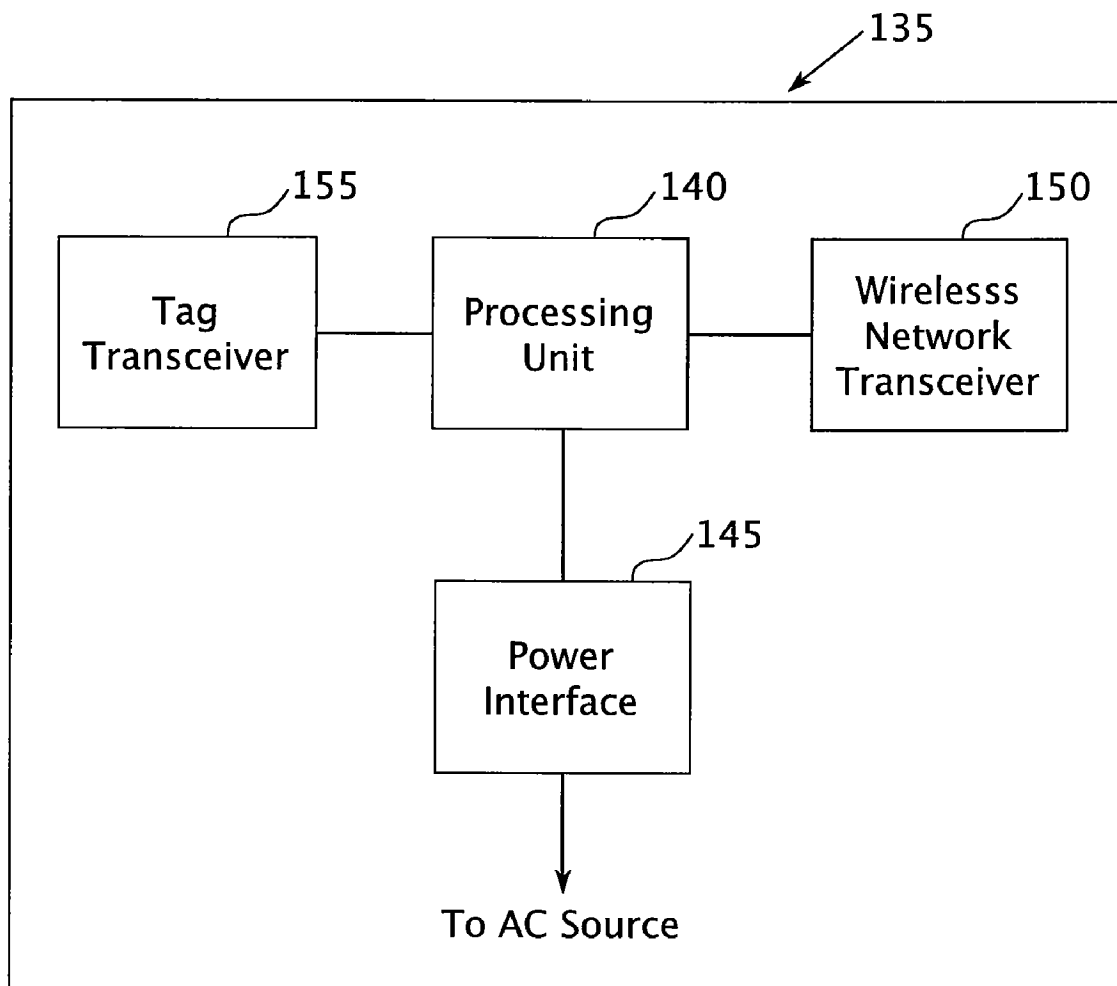 135
155
140
150
Tag
Transceiver
Processing
Unit
Wirelesss
Network
Transceiver
145
Power
Interface
To AC Source